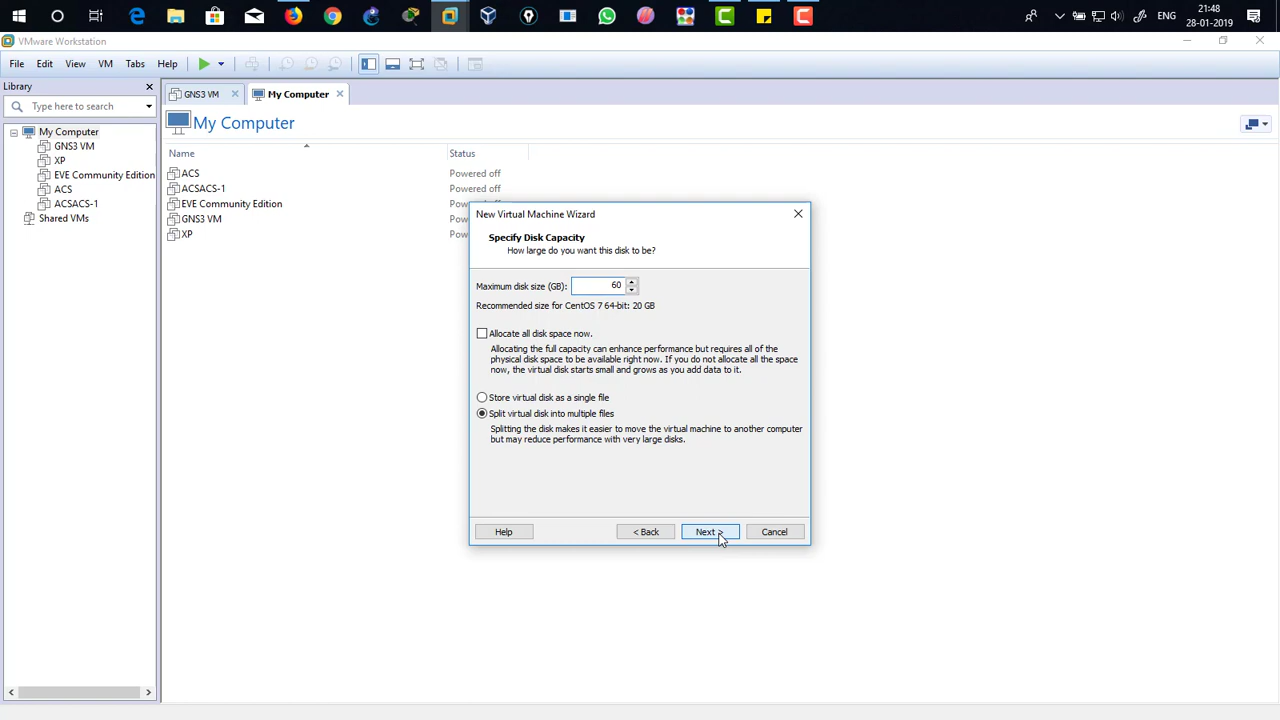 21:48
ENG
28-01-2019
VMware Workstation
File Edit View VM Tabs Help
Library
Type here to search
My Computer
GNS3 VM
XP
EVE Community Edition
ACS
ACSACS-1
Shared VMs
GNS3 VM
My Computer
My Computer
Name Status
ACS Powered off
ACSACS-1 Powered off
EVE Community Edition
GNS3 VM
XP
New Virtual Machine Wizard
Specify Disk Capacity
How large do you want this disk to be?
Maximum disk size (GB): 60
Recommended size for CentOS 7 64-bit: 20 GB
Allocate all disk space now.
Allocating the full capacity can enhance performance but requires all of the
physical disk space to be available right now. If you do not allocate all the space
now, the virtual disk starts small and grows as you add data to it.
Store virtual disk as a single file
Split virtual disk into multiple files
Splitting the disk makes it easier to move the virtual machine to another computer
but may reduce performance with very large disks.
Help < Back Next > Cancel